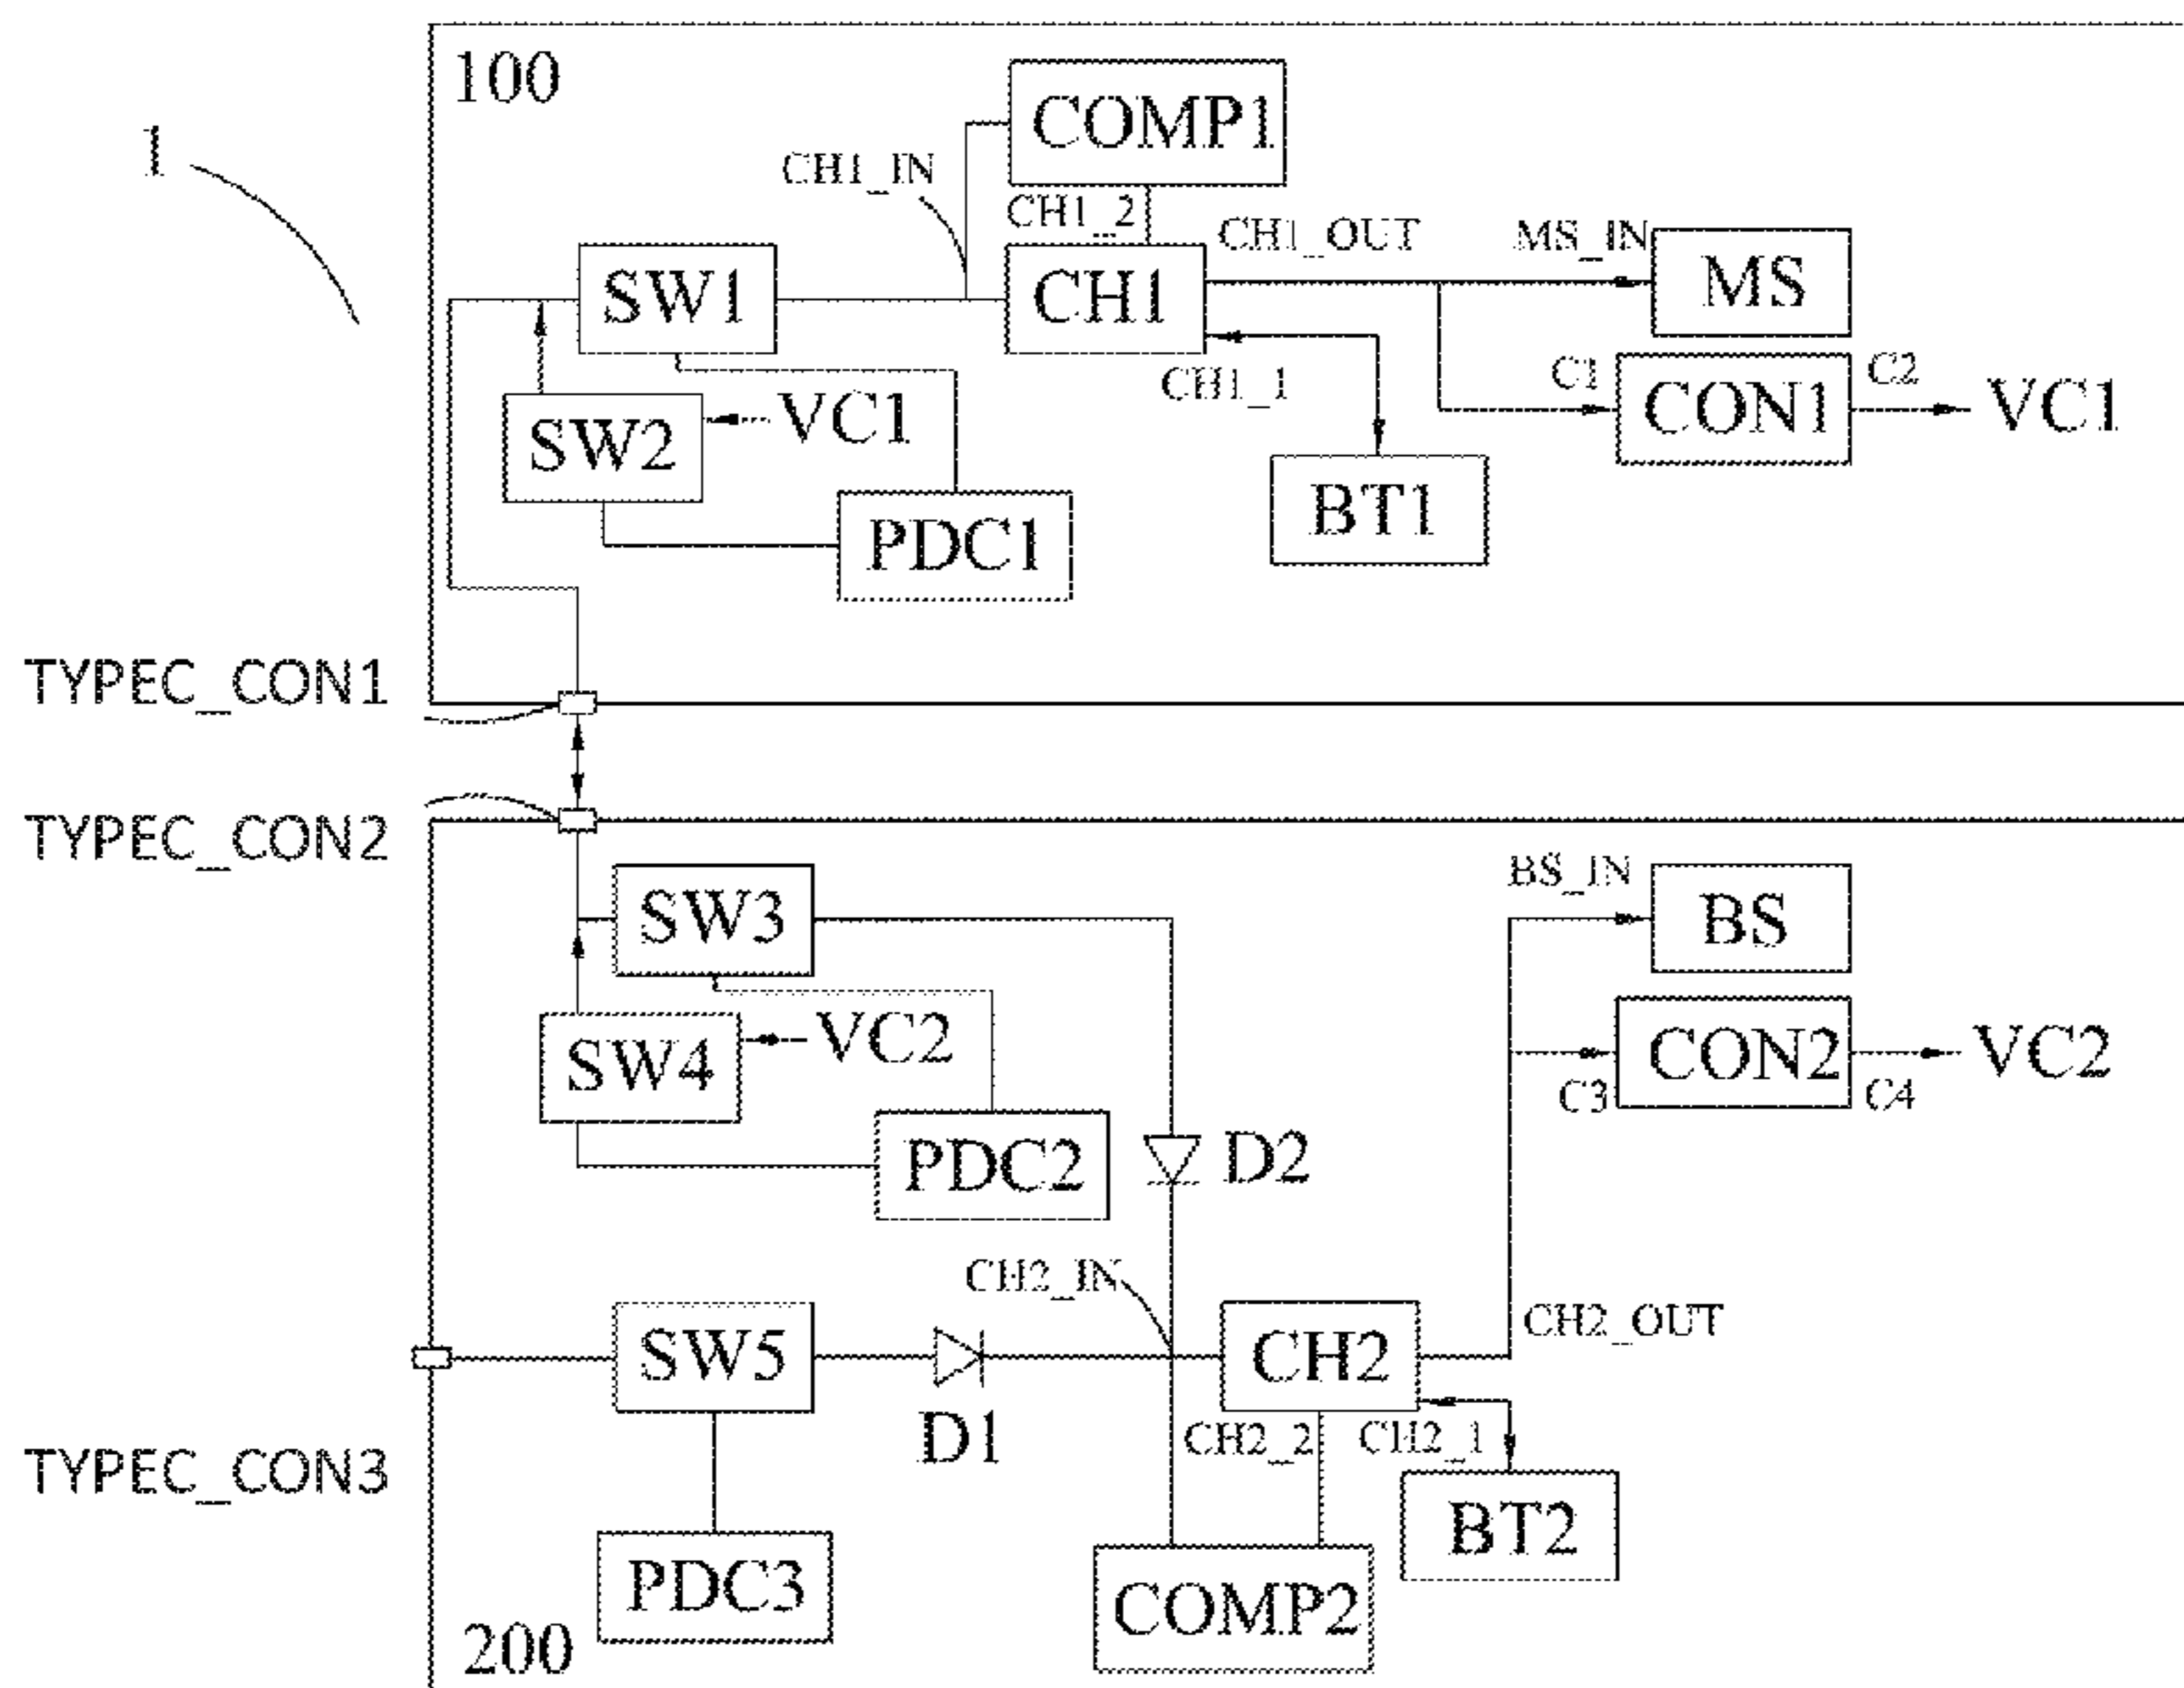 100
COMP1
1
CH1_IN
CH1_2
CH1_OUT
MS_IN
SW1
CH1
MS
CH1_1
C1
C2
SW2
VC1
CON1
VC1
PDC1
BT1
TYPEC_CON1
TYPEC_CON2
SW3
BS_IN
BS
SW4
VC2
CON2
VC2
C3
C4
PDC2
D2
CH2_IN
CH2_OUT
SW5
CH2
D1
CH2_2
CH2_1
TYPEC_CON3
BT2
PDC3
COMP2
200